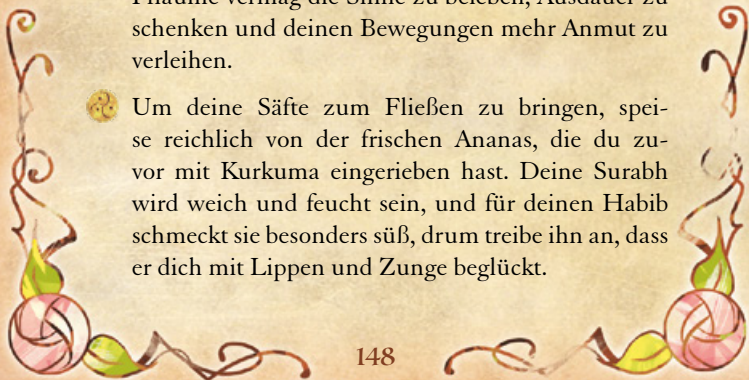 Pflaume vermag die Sinne zu beleben, Ausdauer zu
schenken und deinen Bewegungen mehr Anmut zu
verleihen.
Um deine Säfte zum Fließen zu bringen, spei-
se reichlich von der frischen Ananas, die du zu-
vor mit Kurkuma eingerieben hast. Deine Surabh
wird weich und feucht sein, und für deinen Habib
schmeckt sie besonders süß, drum treibe ihn an, dass
er dich mit Lippen und Zunge beglückt.
148